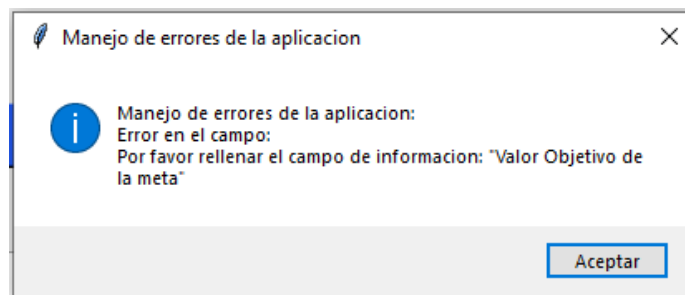 Manejo de errores de la aplicacion
Manejo de errores de la aplicacion:
Error en el campo:
Por favor rellenar el campo de informacion: "Valor Objetivo de
la meta"
Aceptar